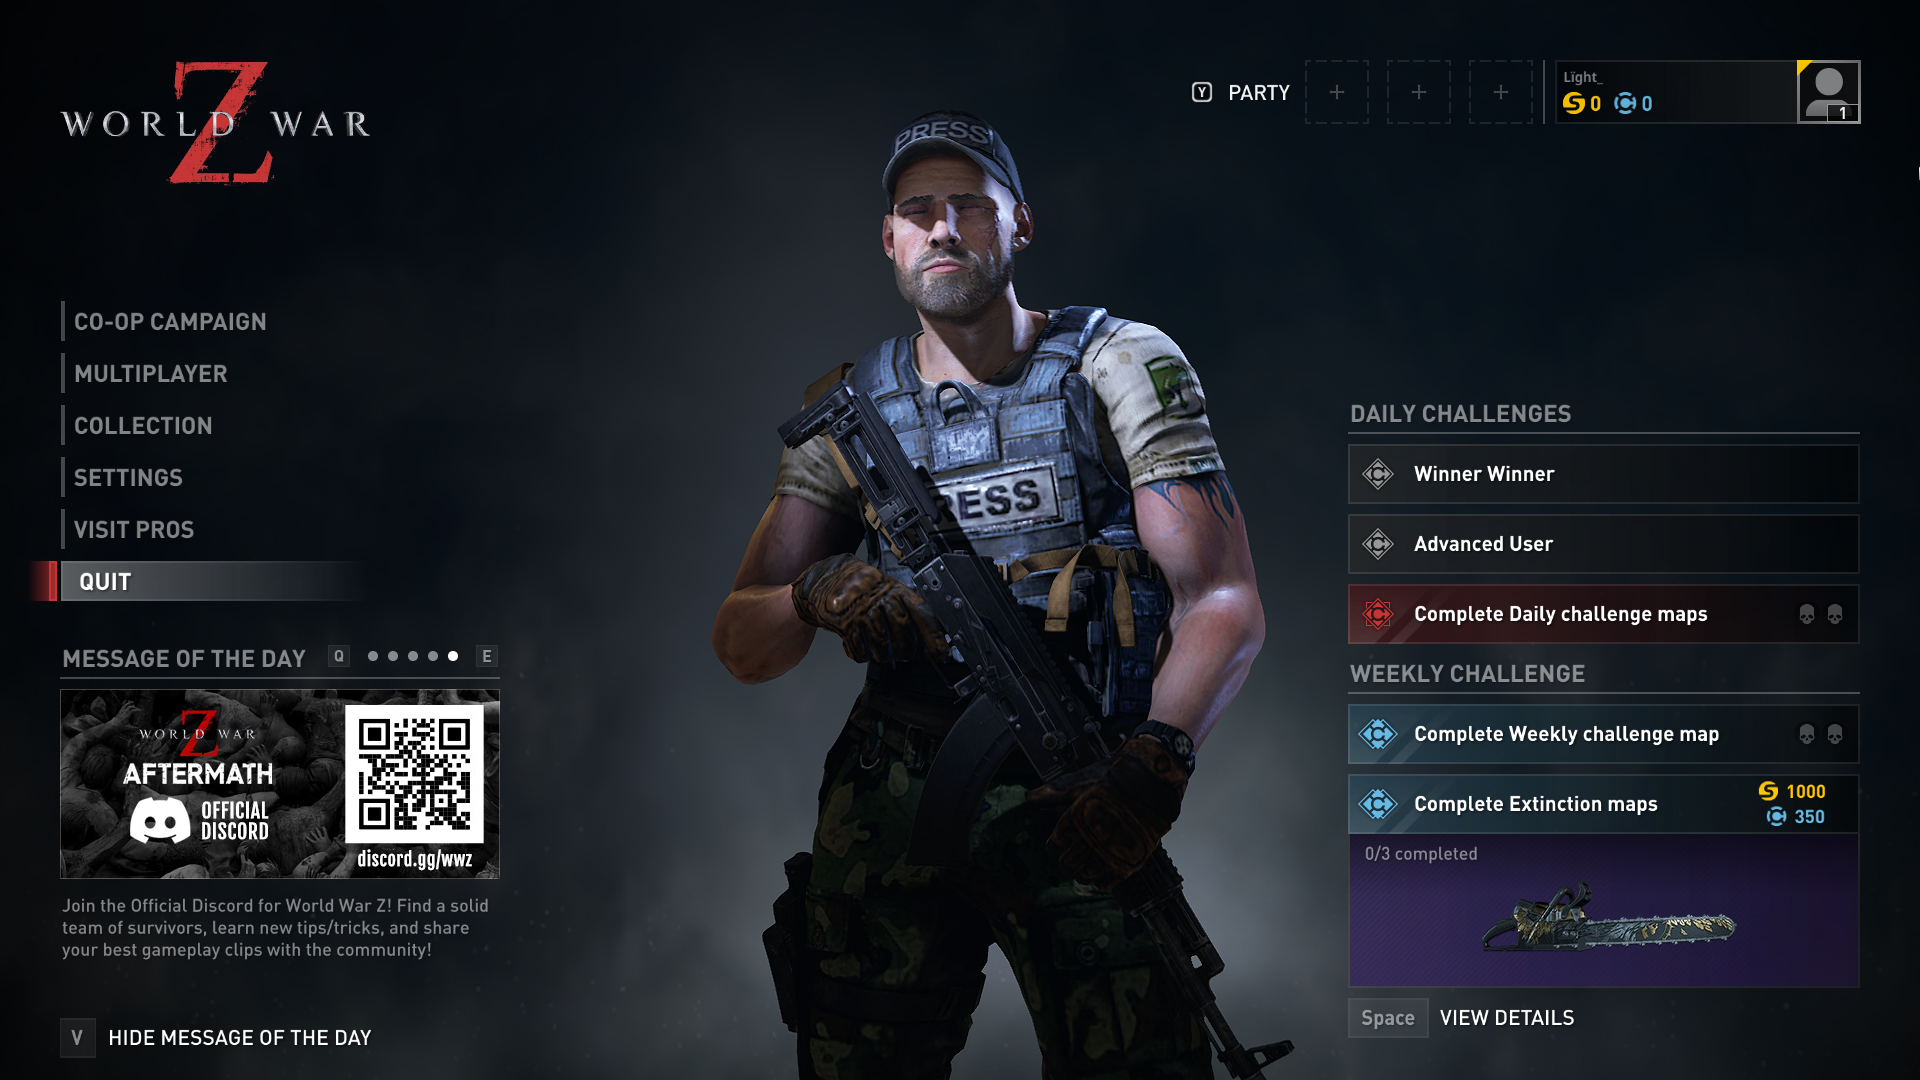 WORLD WAR Z
Y PARTY
Lïght_
0 0
1
PRESS
RESS
CO-OP CAMPAIGN
MULTIPLAYER
COLLECTION
SETTINGS
VISIT PROS
QUIT
MESSAGE OF THE DAY Q E
WORLD WAR Z
AFTERMATH
OFFICIAL
DISCORD
discord.gg/wwz
Join the Official Discord for World War Z! Find a solid
team of survivors, learn new tips/tricks, and share
your best gameplay clips with the community!
V HIDE MESSAGE OF THE DAY
DAILY CHALLENGES
Winner Winner
Advanced User
Complete Daily challenge maps
WEEKLY CHALLENGE
Complete Weekly challenge map
Complete Extinction maps
1000
350
0/3 completed
Space VIEW DETAILS